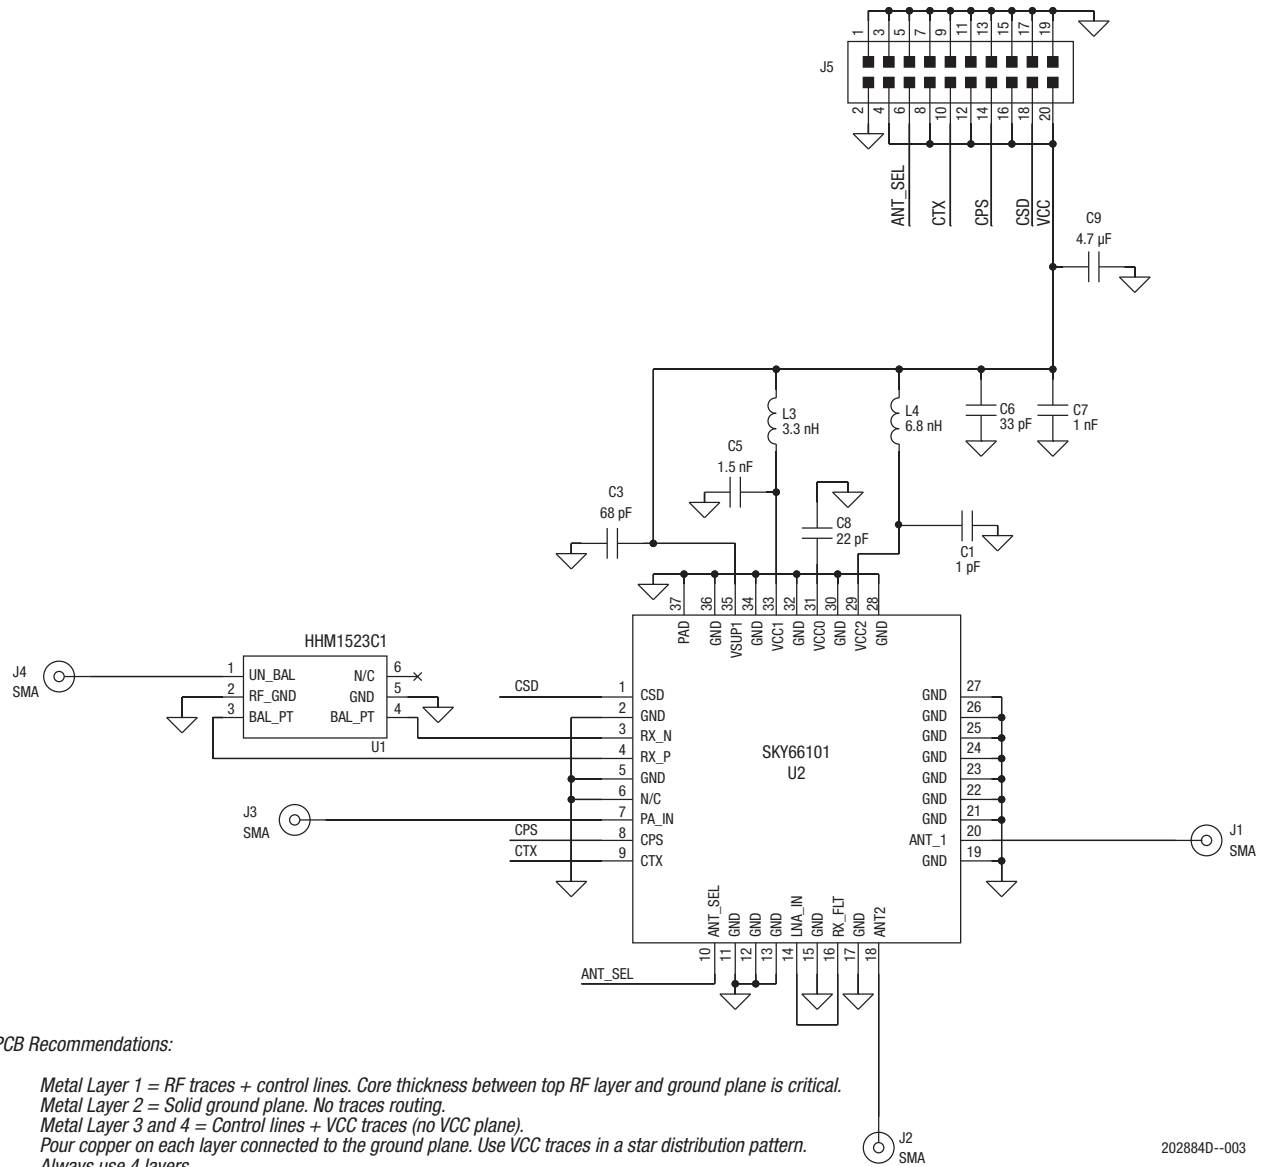 1 3 5 7 9 11 13 15 17 19
J5
2 4 6 8 10 12 14 16 18 20
ANT_SEL CTX CPS CSD VCC
C9
4.7 µF
L3
3.3 nH
L4
6.8 nH
C6
33 pF
C7
1 nF
C5
1.5 nF
C3
68 pF
C8
22 pF
C1
1 pF
37 36 35 34 33 32 31 30 29 28
PAD GND VSUP1 GND VCC1 GND VCC0 GND VCC2 GND
HHM1523C1
J4
SMA
1 UN_BAL N/C 6
2 RF_GND GND 5
3 BAL_PT BAL_PT 4
U1
CSD 1 CSD GND 27
2 GND GND 26
3 RX_N GND 25
4 RX_P GND 24
5 GND GND 23
6 N/C GND 22
7 PA_IN GND 21
CPS 8 CPS ANT_1 20
CTX 9 CTX GND 19
SKY66101
U2
J3
SMA
J1
SMA
ANT_SEL GND GND GND LNA_IN GND RX_FLT GND ANT2
10 11 12 13 14 15 16 17 18
ANT_SEL
PCB Recommendations:
Metal Layer 1 = RF traces + control lines. Core thickness between top RF layer and ground plane is critical.
Metal Layer 2 = Solid ground plane. No traces routing.
Metal Layer 3 and 4 = Control lines + VCC traces (no VCC plane).
Pour copper on each layer connected to the ground plane. Use VCC traces in a star distribution pattern.
Always use 4 layers
J2
SMA
202884D--003